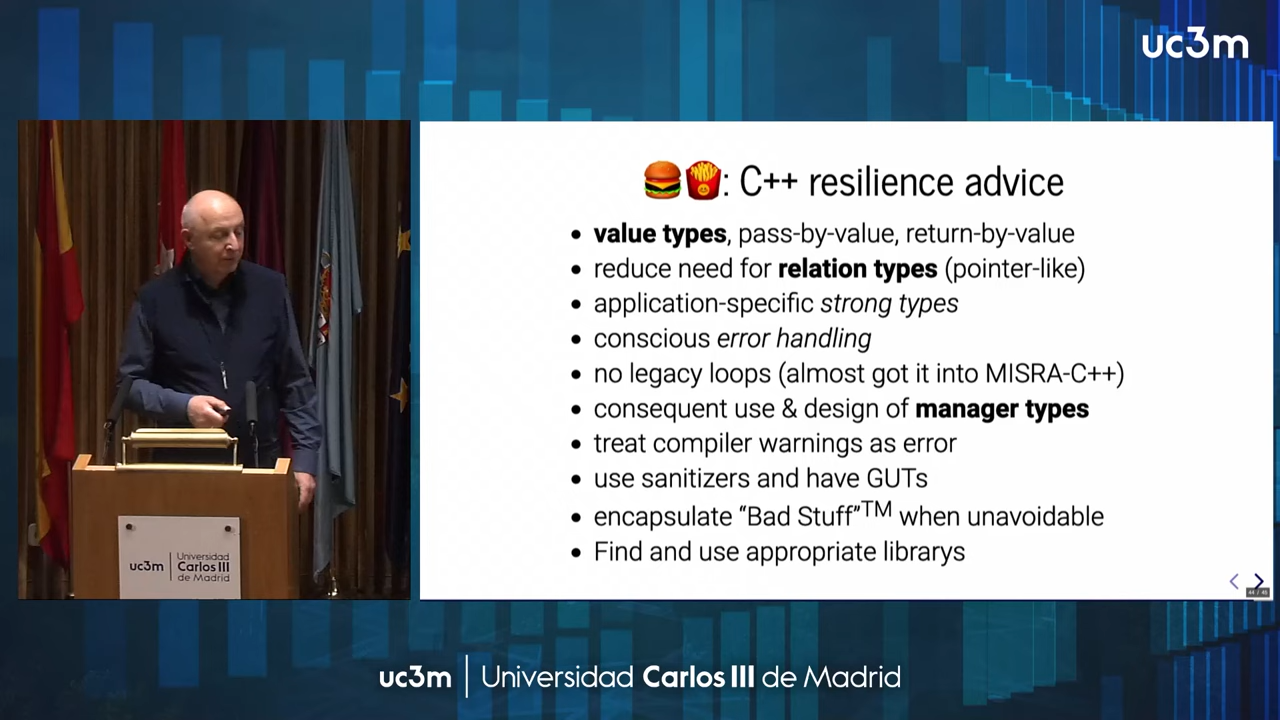 uc3m
🍔🍟: C++ resilience advice
• value types, pass-by-value, return-by-value
• reduce need for relation types (pointer-like)
• application-specific strong types
• conscious error handling
• no legacy loops (almost got it into MISRA-C++)
• consequent use & design of manager types
• treat compiler warnings as error
• use sanitizers and have GUTs
• encapsulate “Bad Stuff”TM when unavoidable
• Find and use appropriate librarys
44 / 45
uc3m
Universidad
Carlos III
de Madrid
uc3m | Universidad Carlos III de Madrid